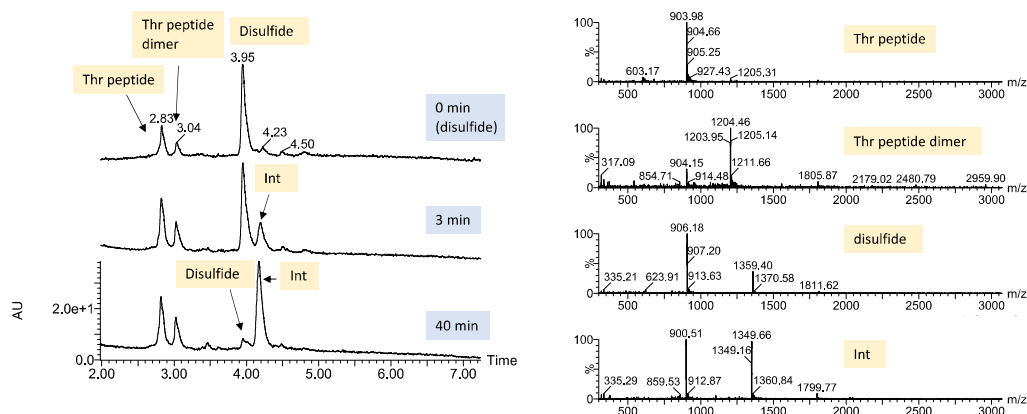 Thr peptide
Thr peptide
dimer
Disulfide
3.95
2.83
3.04
4.23
4.50
0 min
(disulfide)
Int
3 min
Disulfide
Int
40 min
AU
2.0e+1
0.0
2.00 3.00 4.00 5.00 6.00 7.00
Time
Thr peptide
100
%
903.98
904.66
905.25
603.17
927.43
1205.31
500 1000 1500 2000 2500 3000
m/z
Thr peptide dimer
100
%
1204.46
1203.95
1205.14
317.09
904.15
854.71
914.48
1211.66
1805.87
2179.02
2480.79
2959.90
500 1000 1500 2000 2500 3000
m/z
disulfide
100
%
906.18
907.20
335.21
623.91
913.63
1359.40
1370.58
1811.62
500 1000 1500 2000 2500 3000
m/z
Int
100
%
900.51
1349.66
1349.16
335.29
859.53
912.87
1360.84
1799.77
500 1000 1500 2000 2500 3000
m/z